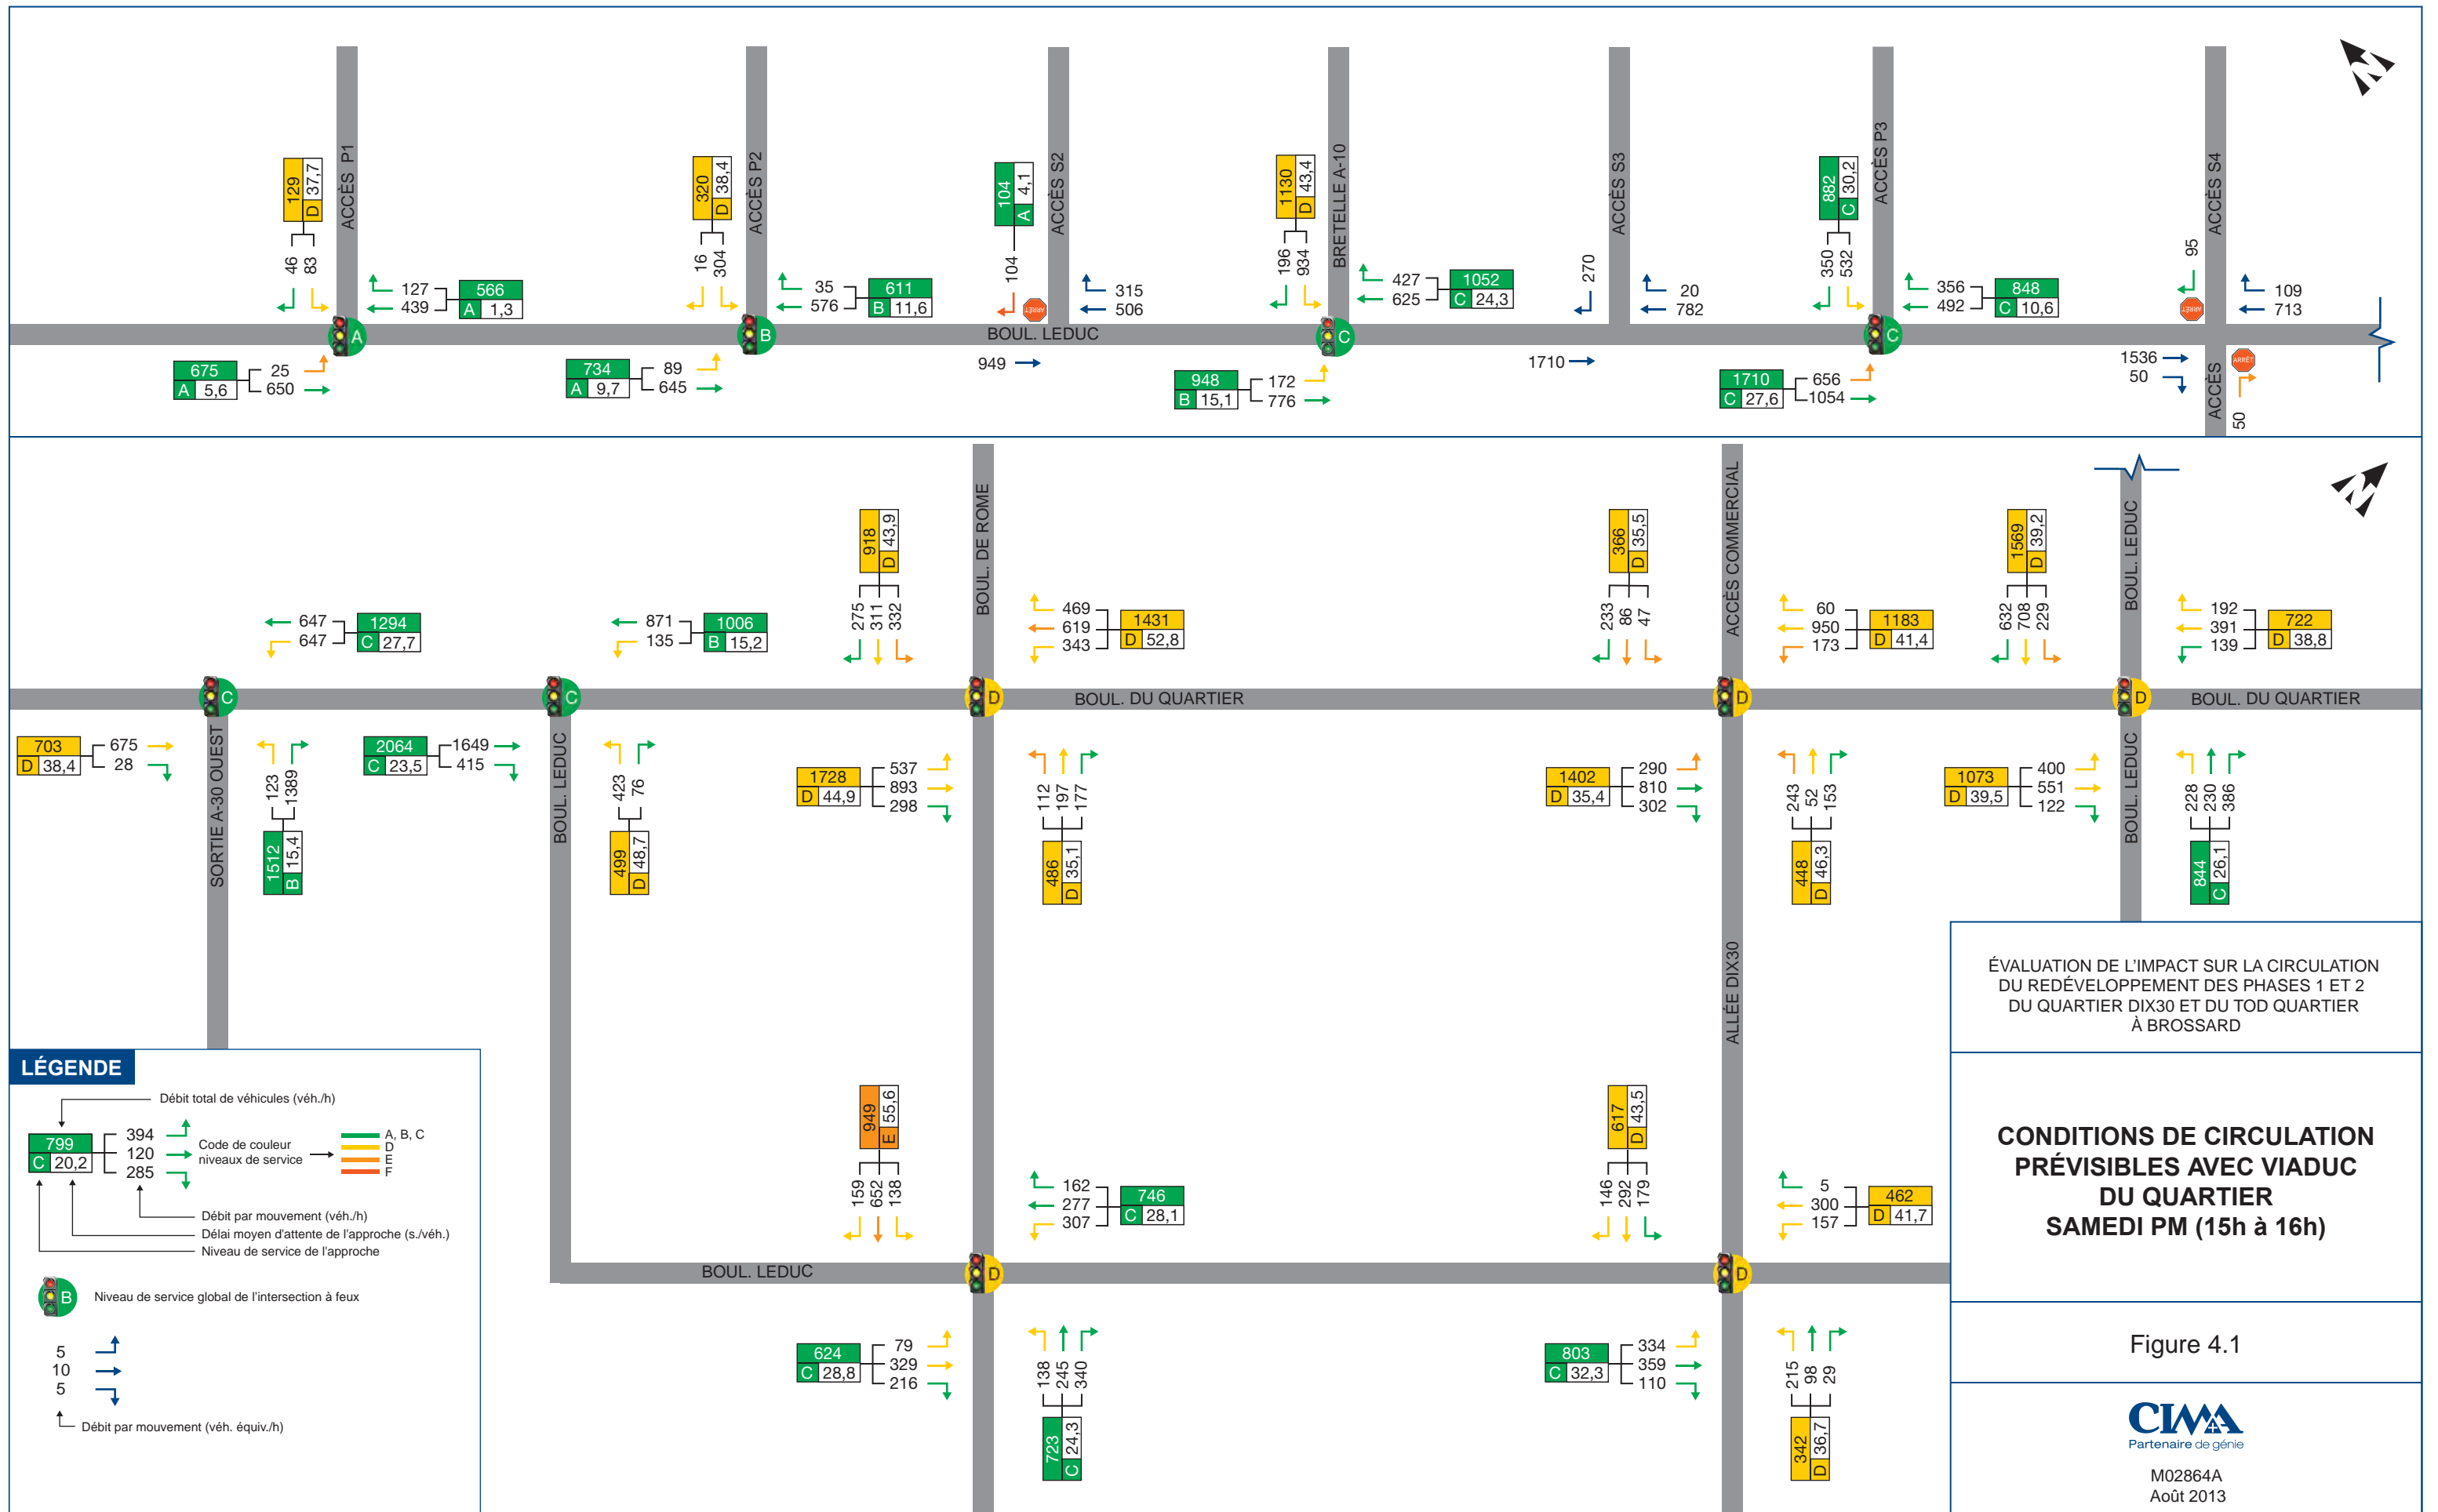 129
D 37,7
46 83
ACCÈS P1
127
439
566
A 1,3
A
675
A 5,6
25
650
320
D 38,4
16 304
ACCÈS P2
35
576
611
B 11,6
B
734
A 9,7
89
645
104
A 4,1
104
ARRÊT
ACCÈS S2
315
506
BOUL. LEDUC
949
1130
D 43,4
196 934
BRETELLE A-10
427
625
1052
C 24,3
C
948
B 15,1
172
776
270
ACCÈS S3
20
782
1710
882
C 30,2
350 532
ACCÈS P3
356
492
848
C 10,6
C
1710
C 27,6
656
1054
95
ARRÊT
ACCÈS S4
109
713
1536
50
ACCÈS
ARRÊT
50
647
647
1294
C 27,7
C
703
D 38,4
675
28
SORTIE A-30 OUEST
123 1389
1512
B 15,4
871
135
1006
B 15,2
C
2064
C 23,5
1649
415
BOUL. LEDUC
423 76
499
D 48,7
918
D 43,9
275 311 332
BOUL. DE ROME
469
619
343
1431
D 52,8
D
BOUL. DU QUARTIER
1728
D 44,9
537
893
298
112 197 177
486
D 35,1
366
D 35,5
233 86 47
ACCÈS COMMERCIAL
60
950
173
1183
D 41,4
D
1402
D 35,4
290
810
302
243 52 153
448
D 46,3
ALLÉE DIX30
1569
D 39,2
632 708 229
BOUL. LEDUC
192
391
139
722
D 38,8
D
BOUL. DU QUARTIER
1073
D 39,5
400
551
122
BOUL. LEDUC
228 230 386
844
C 26,1
949
E 55,6
159 652 138
162
277
307
746
C 28,1
BOUL. LEDUC
D
624
C 28,8
79
329
216
138 245 340
723
C 24,3
617
D 43,5
146 292 179
5
300
157
462
D 41,7
D
803
C 32,3
334
359
110
215 98 29
342
D 36,7
LÉGENDE
Débit total de véhicules (véh./h)
799
C 20,2
394
120
285
Code de couleur
niveaux de service
A, B, C
D
E
F
Débit par mouvement (véh./h)
Délai moyen d'attente de l'approche (s./véh.)
Niveau de service de l'approche
B
Niveau de service global de l'intersection à feux
5
10
5
Débit par mouvement (véh. équiv./h)
ÉVALUATION DE L'IMPACT SUR LA CIRCULATION
DU REDÉVELOPPEMENT DES PHASES 1 ET 2
DU QUARTIER DIX30 ET DU TOD QUARTIER
À BROSSARD
CONDITIONS DE CIRCULATION
PRÉVISIBLES AVEC VIADUC
DU QUARTIER
SAMEDI PM (15h à 16h)
Figure 4.1
CIMA+
Partenaire de génie
M02864A
Août 2013